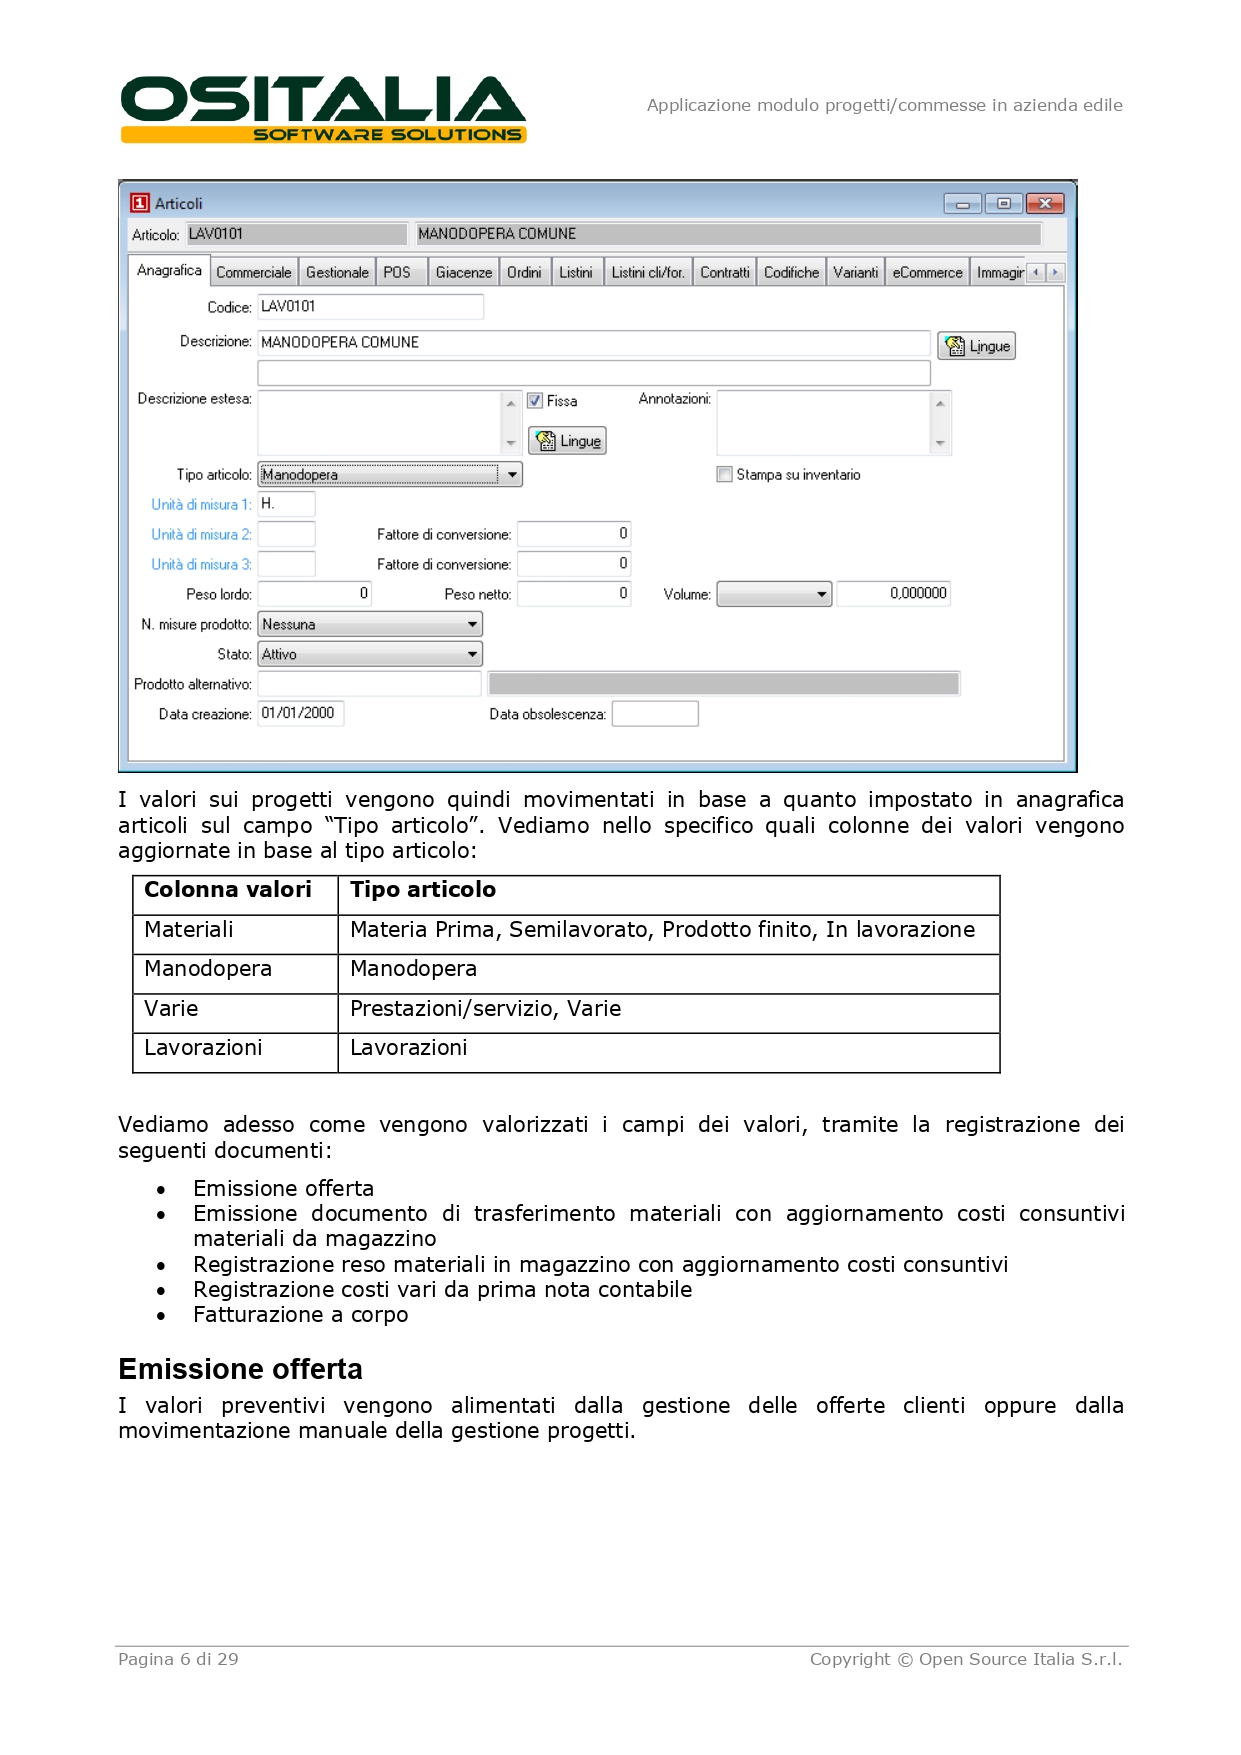 OSITALIA
SOFTWARE SOLUTIONS
Applicazione modulo progetti/commesse in azienda edile
1 Articoli
Articolo: LAV0101 MANODOPERA COMUNE
Anagrafica Commerciale Gestionale POS Giacenze Ordini Listini Listini cli/for. Contratti Codifiche Varianti eCommerce Immagir
Codice: LAV0101
Descrizione: MANODOPERA COMUNE Lingue
Descrizione estesa: Fissa Annotazioni:
Lingue
Tipo articolo: Manodopera Stampa su inventario
Unità di misura 1: H.
Unità di misura 2: Fattore di conversione: 0
Unità di misura 3: Fattore di conversione: 0
Peso lordo: 0 Peso netto: 0 Volume: 0,000000
N. misure prodotto: Nessuna
Stato: Attivo
Prodotto alternativo:
Data creazione: 01/01/2000 Data obsolescenza:
I valori sui progetti vengono quindi movimentati in base a quanto impostato in anagrafica
articoli sul campo “Tipo articolo”. Vediamo nello specifico quali colonne dei valori vengono
aggiornate in base al tipo articolo:
Colonna valori Tipo articolo
Materiali Materia Prima, Semilavorato, Prodotto finito, In lavorazione
Manodopera Manodopera
Varie Prestazioni/servizio, Varie
Lavorazioni Lavorazioni
Vediamo adesso come vengono valorizzati i campi dei valori, tramite la registrazione dei
seguenti documenti:
• Emissione offerta
• Emissione documento di trasferimento materiali con aggiornamento costi consuntivi
materiali da magazzino
• Registrazione reso materiali in magazzino con aggiornamento costi consuntivi
• Registrazione costi vari da prima nota contabile
• Fatturazione a corpo
Emissione offerta
I valori preventivi vengono alimentati dalla gestione delle offerte clienti oppure dalla
movimentazione manuale della gestione progetti.
Pagina 6 di 29 Copyright © Open Source Italia S.r.l.